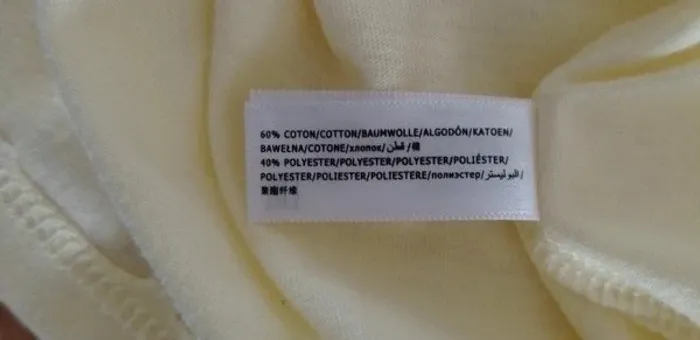 60% COTON/COTTON/BAUMWOLLE/ALGODÓN/KATOEN/
BAWEŁNA/COTONE/хлопок/قطن/棉
40% POLYESTER/POLYESTER/POLYESTER/POLIÉSTER/
POLYESTER/POLIESTER/POLIESTERE/полиэстер/البوليستر/
聚酯纤维